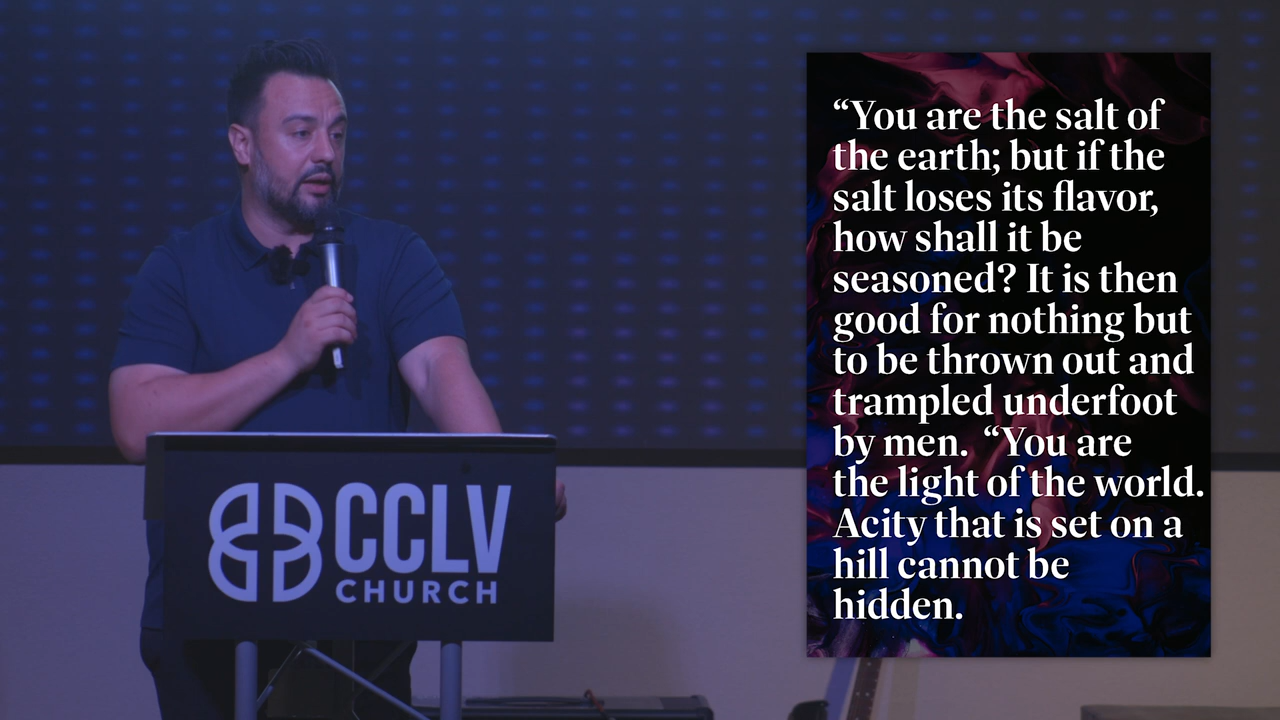 CCLV
CHURCH
“You are the salt of
the earth; but if the
salt loses its flavor,
how shall it be
seasoned? It is then
good for nothing but
to be thrown out and
trampled underfoot
by men.  “You are
the light of the world.
Acity that is set on a
hill cannot be
hidden.